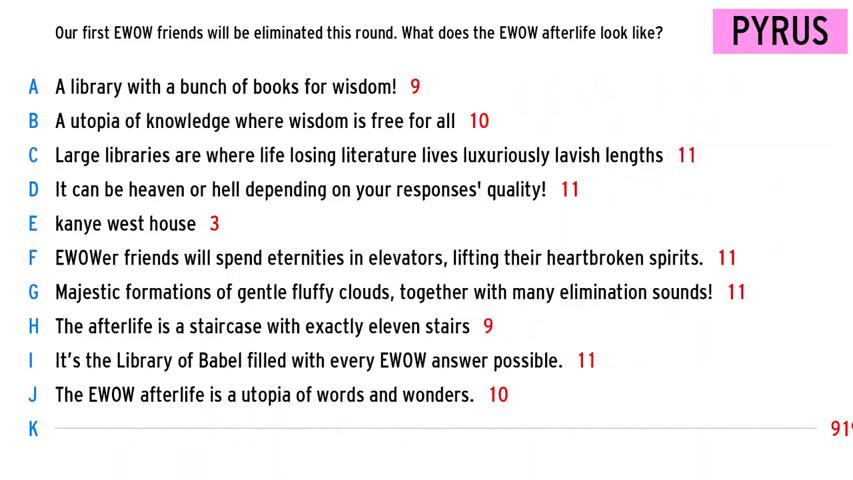 Our first EWOW friends will be eliminated this round. What does the EWOW afterlife look like?
PYRUS
A A library with a bunch of books for wisdom! 9
B A utopia of knowledge where wisdom is free for all 10
C Large libraries are where life losing literature lives luxuriously lavish lengths 11
D It can be heaven or hell depending on your responses' quality! 11
E kanye west house 3
F EWOWer friends will spend eternities in elevators, lifting their heartbroken spirits. 11
G Majestic formations of gentle fluffy clouds, together with many elimination sounds! 11
H The afterlife is a staircase with exactly eleven stairs 9
I It’s the Library of Babel filled with every EWOW answer possible. 11
J The EWOW afterlife is a utopia of words and wonders. 10
K